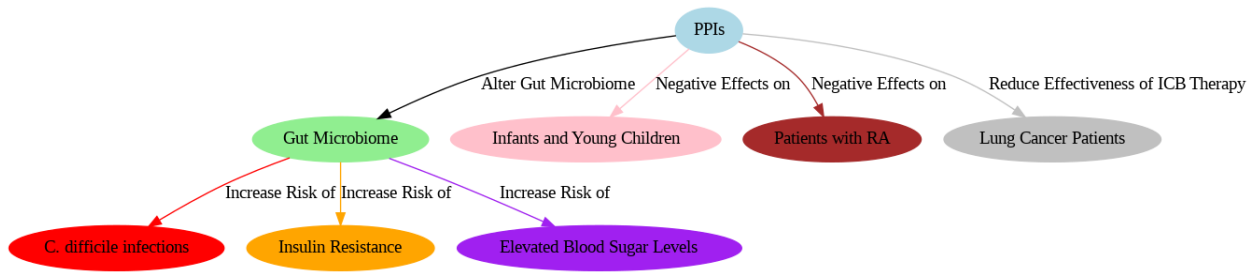 PPIs
Alter Gut Microbiome
Negative Effects on
Negative Effects on
Reduce Effectiveness of ICB Therapy
Gut Microbiome
Infants and Young Children
Patients with RA
Lung Cancer Patients
Increase Risk of
Increase Risk of
Increase Risk of
C. difficile infections
Insulin Resistance
Elevated Blood Sugar Levels